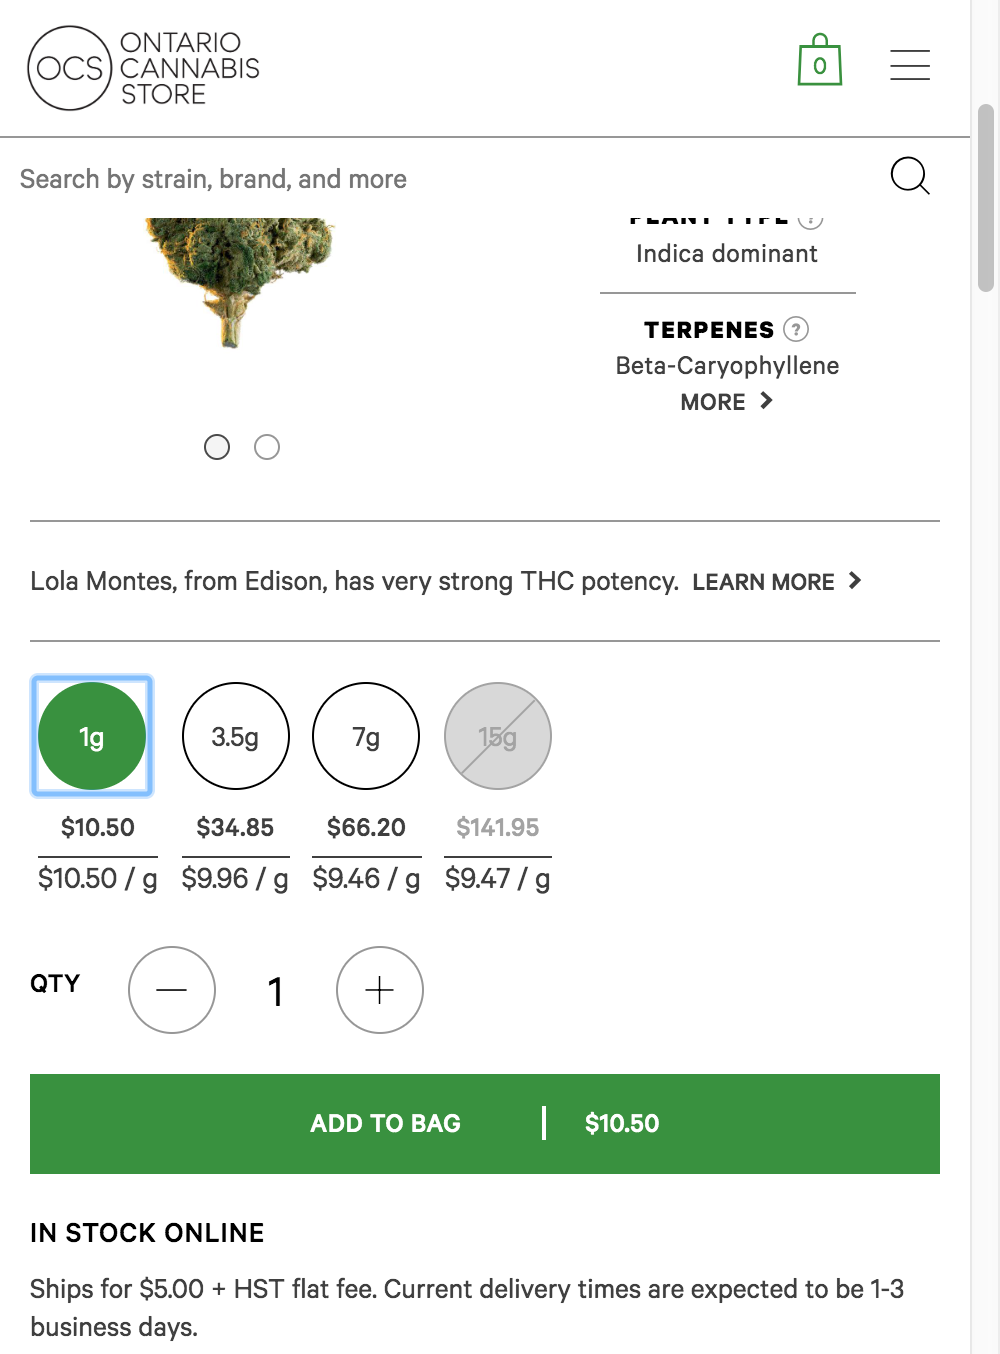 OCS
ONTARIO
CANNABIS
STORE
0
Search by strain, brand, and more
PLANT TYPE ?
Indica dominant
TERPENES ?
Beta-Caryophyllene
MORE
Lola Montes, from Edison, has very strong THC potency. LEARN MORE
1g 3.5g 7g 15g
$10.50 $34.85 $66.20 $141.95
$10.50 / g $9.96 / g $9.46 / g $9.47 / g
QTY — 1 +
ADD TO BAG | $10.50
IN STOCK ONLINE
Ships for $5.00 + HST flat fee. Current delivery times are expected to be 1-3
business days.